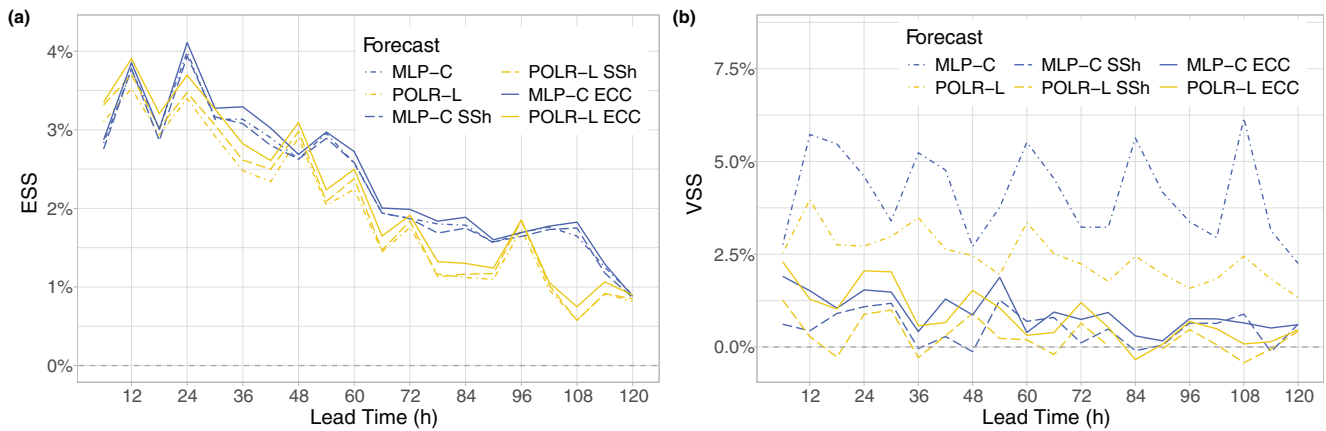 (a)
ESS
4%
3%
2%
1%
0%
Forecast
MLP−C
POLR−L
MLP−C SSh
POLR−L SSh
MLP−C ECC
POLR−L ECC
12 24 36 48 60 72 84 96 108 120
Lead Time (h)
(b)
VSS
7.5%
5.0%
2.5%
0.0%
Forecast
MLP−C MLP−C SSh MLP−C ECC
POLR−L POLR−L SSh POLR−L ECC
12 24 36 48 60 72 84 96 108 120
Lead Time (h)